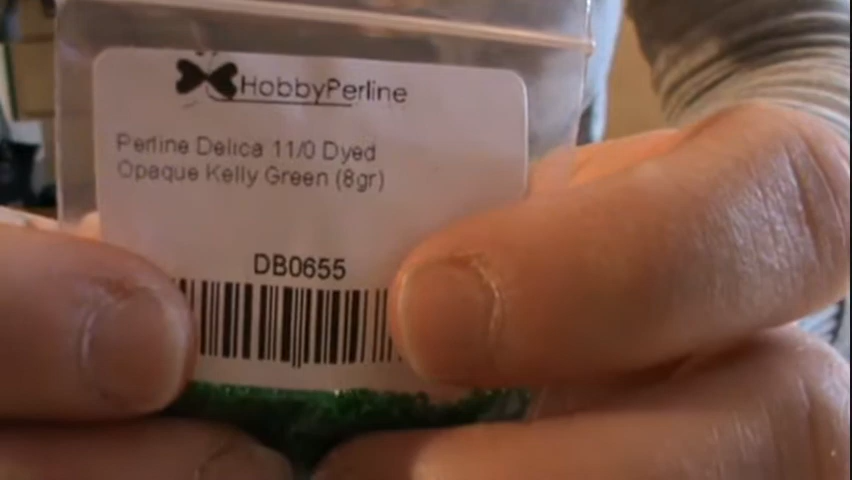 HobbyPerline
Perline Delica 11/0 Dyed
Opaque Kelly Green (8gr)
DB0655